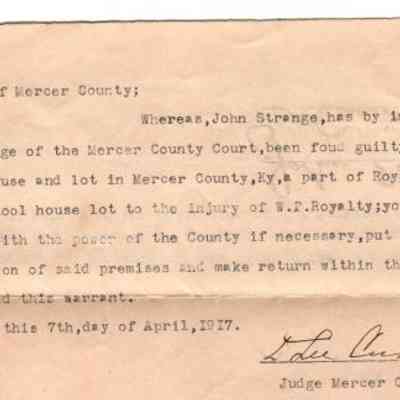 f Mercer County;
Whereas,John Strange,has by i
ge of the Mercer County Court,been foud guilt
use and lot in Mercer County,Ky,a part of Roy
ool house lot to the injury of W.P.Royalty;yo
ith the power of the County if necessary,put
on of said premises and make return within th
d this warrant.
this 7th,day of April,1917.
D Lee
Judge Mercer C